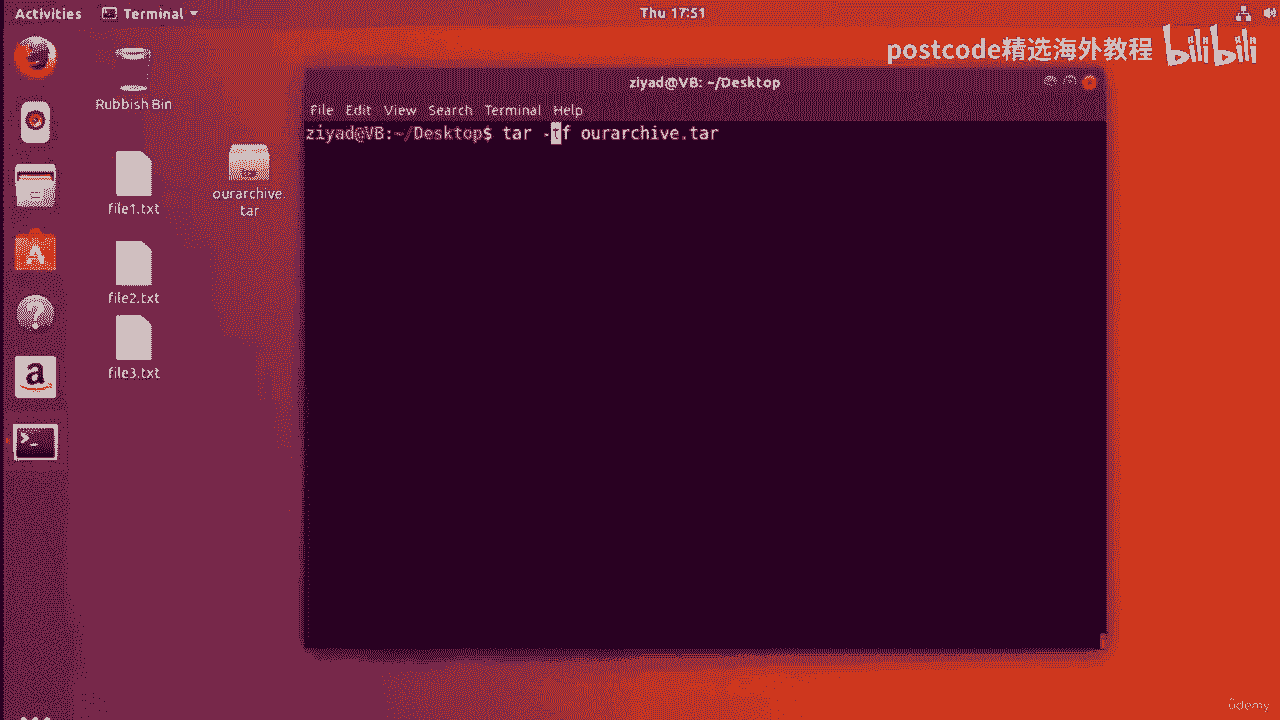 Activities
Terminal
Thu 17:51
postcode精选海外教程 bilibili
Rubbish Bin
ziyad@VB: ~/Desktop
File Edit View Search Terminal Help
ziyad@VB:~/Desktop$ tar -tf ourarchive.tar
file1.txt
ourarchive.
tar
file2.txt
file3.txt
a
>_
ûdemy